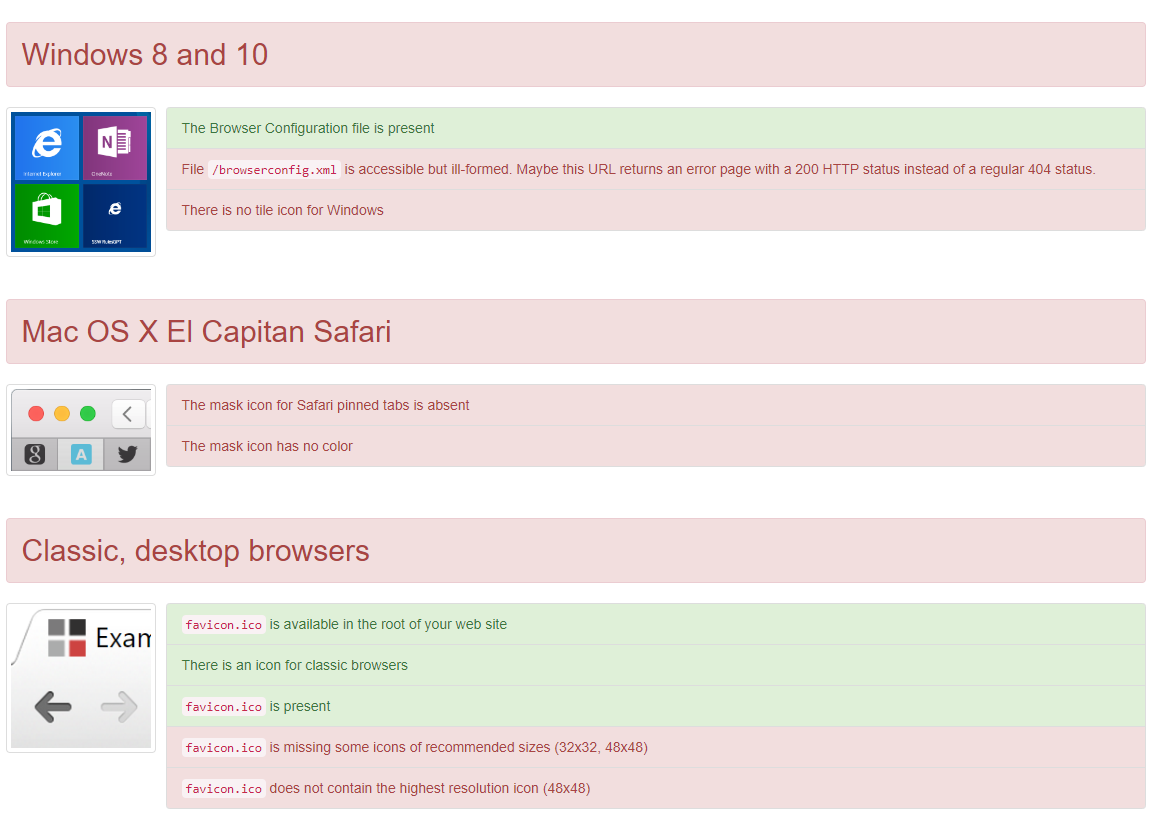 Windows 8 and 10
Internet Explorer
OneNote
Windows Store
SSW RulesGPT
The Browser Configuration file is present
File /browserconfig.xml is accessible but ill-formed. Maybe this URL returns an error page with a 200 HTTP status instead of a regular 404 status.
There is no tile icon for Windows
Mac OS X El Capitan Safari
A
The mask icon for Safari pinned tabs is absent
The mask icon has no color
Classic, desktop browsers
Exam
favicon.ico is available in the root of your web site
There is an icon for classic browsers
favicon.ico is present
favicon.ico is missing some icons of recommended sizes (32x32, 48x48)
favicon.ico does not contain the highest resolution icon (48x48)